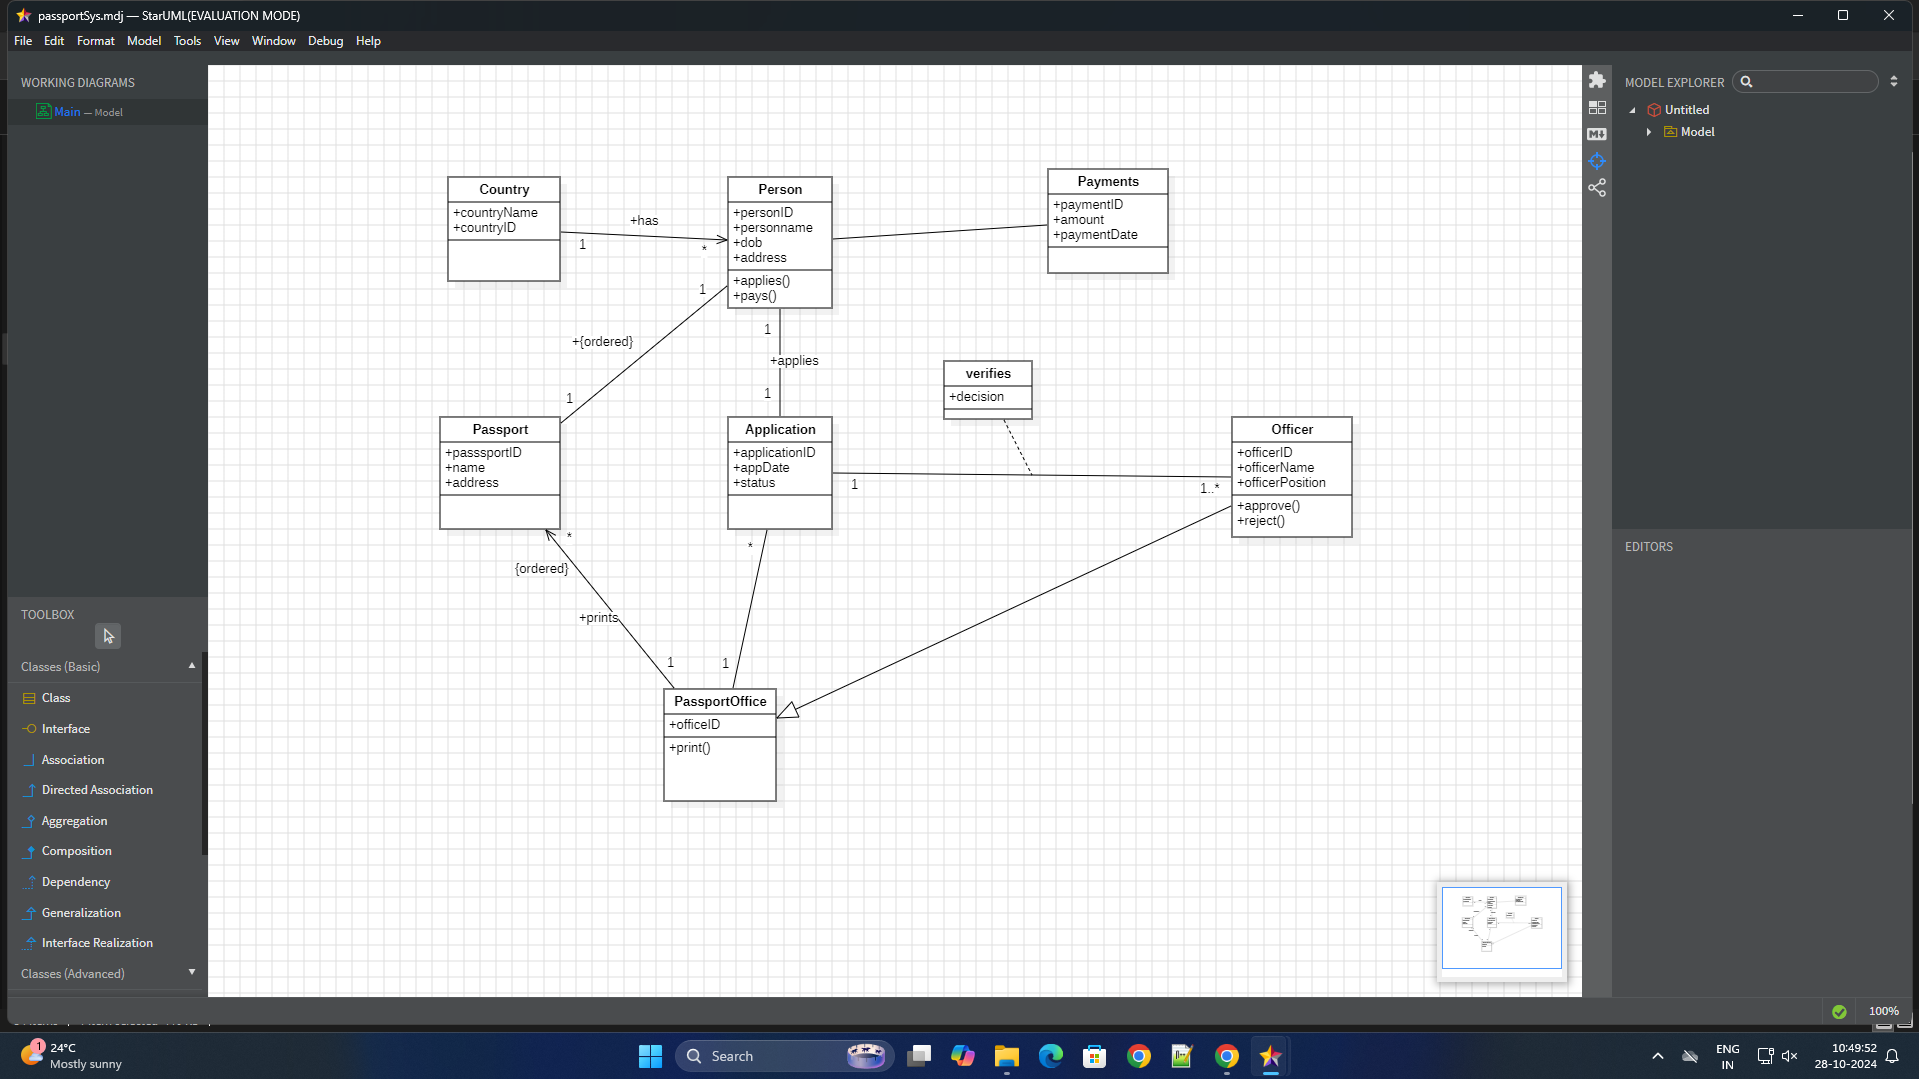 passportSys.mdj — StarUML(EVALUATION MODE)
File Edit Format Model Tools View Window Debug Help
WORKING DIAGRAMS
Main — Model
TOOLBOX
Classes (Basic)
Class
Interface
Association
Directed Association
Aggregation
Composition
Dependency
Generalization
Interface Realization
Classes (Advanced)
Country
+countryName
+countryID
+has
1
*
Person
+personID
+personname
+dob
+address
+applies()
+pays()
Payments
+paymentID
+amount
+paymentDate
1
+{ordered}
1
1
+applies
1
verifies
+decision
Passport
+passsportID
+name
+address
Application
+applicationID
+appDate
+status
1
1..*
Officer
+officerID
+officerName
+officerPosition
+approve()
+reject()
*
{ordered}
+prints
1
*
1
PassportOffice
+officeID
+print()
MODEL EXPLORER
Untitled
Model
EDITORS
100%
1
24°C
Mostly sunny
Search
ENG
IN
10:49:52
28-10-2024